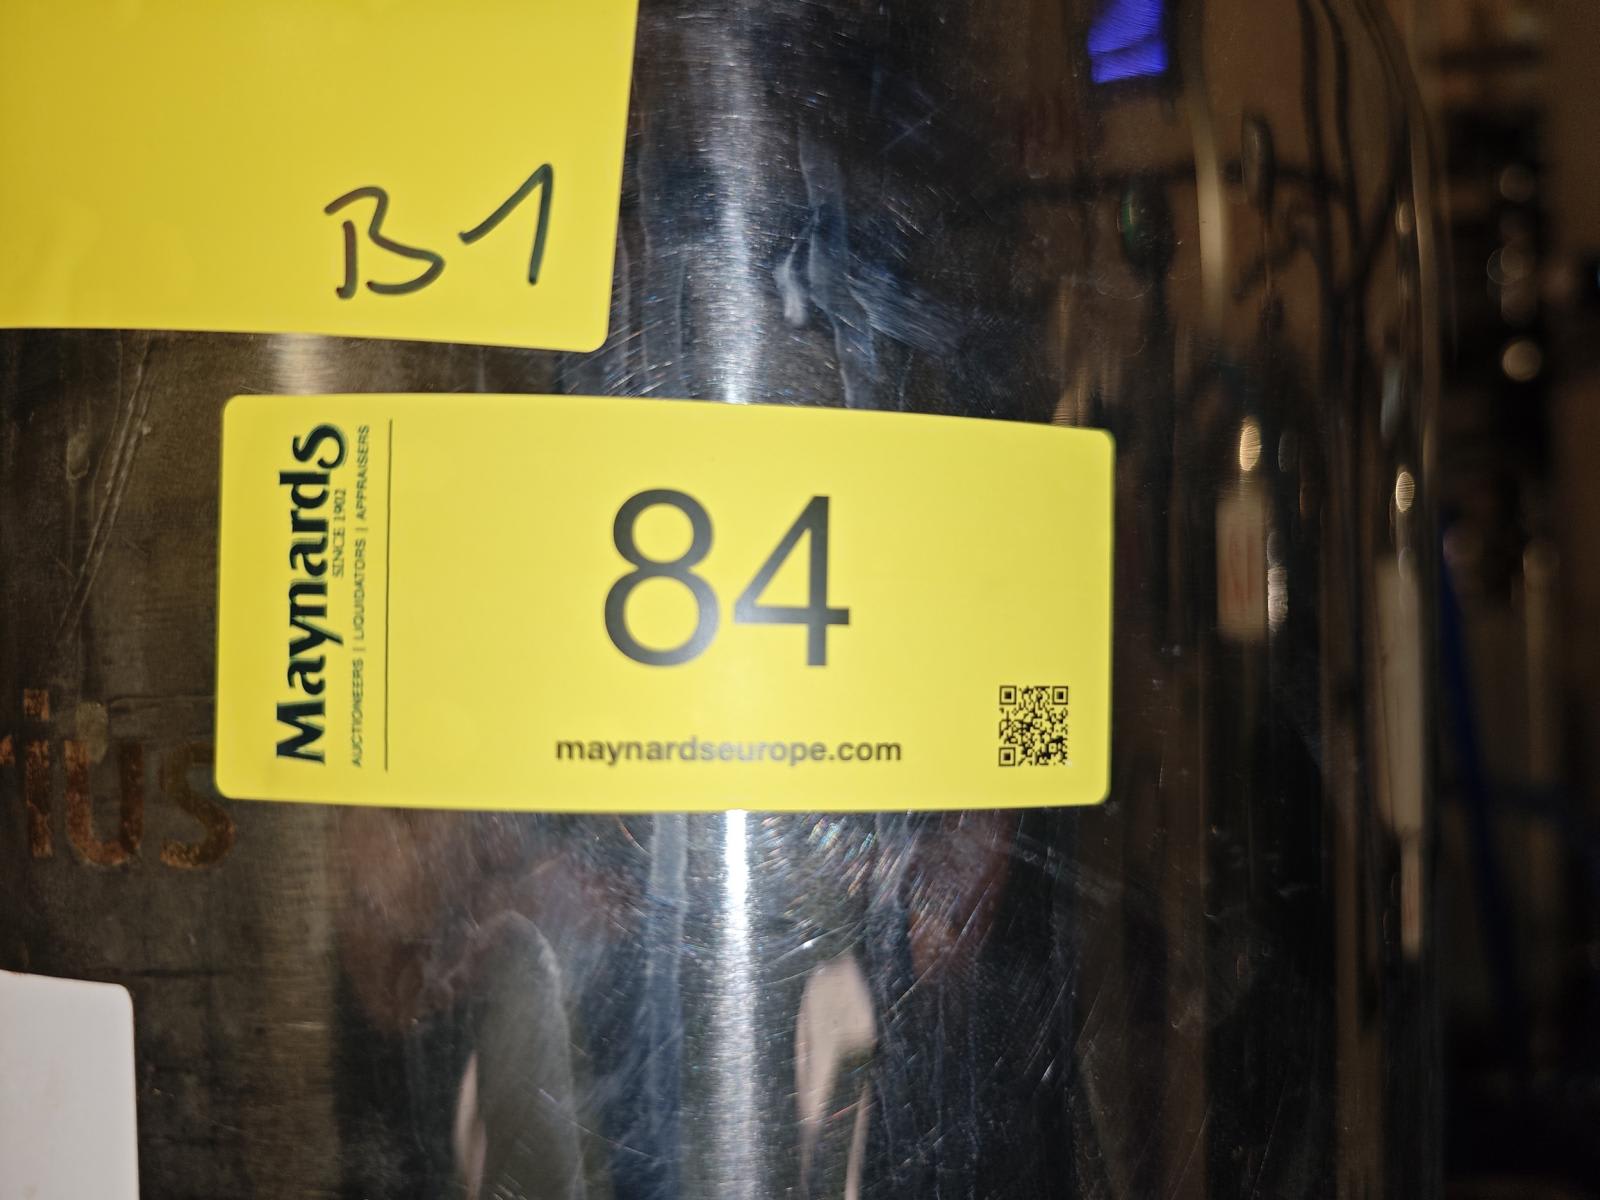 B1
Maynards
SINCE 1902
AUCTIONEERS | LIQUIDATORS | APPRAISERS
84
maynardseurope.com